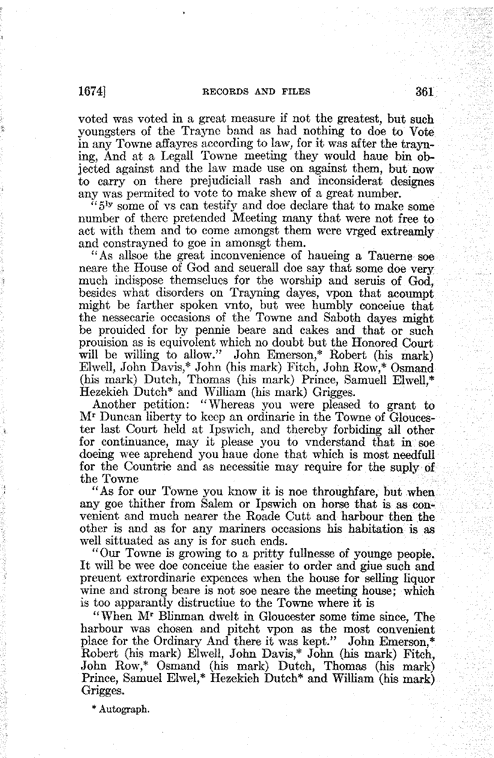 1674]  RECORDS AND FILES  361
voted was voted in a great measure if not the greatest, but such
youngsters of the Trayne band as had nothing to doe to Vote
in any Towne affayres according to law, for it was after the trayn-
ing, And at a Legall Towne meeting they would haue bin ob-
jected against and the law made use on against them, but now
to carry on there prejudiciall rash and inconsiderat designes
any was permited to vote to make shew of a great number.
"5ly some of vs can testify and doe declare that to make some
number of there pretended Meeting many that were not free to
act with them and to come amongst them were vrged extreamly
and constrayned to goe in amonsgt them.
"As allsoe the great inconvenience of haueing a Tauerne soe
neare the House of God and seuerall doe say that some doe very
much indispose themselues for the worship and seruis of God,
besides what disorders on Trayning dayes, vpon that acoumpt
might be farther spoken vnto, but wee humbly conceiue that
the nessecarie occasions of the Towne and Saboth dayes might
be prouided for by pennie beare and cakes and that or such
prouision as is equivolent which no doubt but the Honored Court
will be willing to allow." John Emerson,* Robert (his mark)
Elwell, John Davis,* John (his mark) Fitch, John Row,* Osmand
(his mark) Dutch, Thomas (his mark) Prince, Samuell Elwell,*
Hezekieh Dutch* and William (his mark) Grigges.
Another petition: "Whereas you were pleased to grant to
Mr Duncan liberty to keep an ordinarie in the Towne of Glouces-
ter last Court held at Ipswich, and thereby forbiding all other
for continuance, may it please you to vnderstand that in soe
doeing wee aprehend you haue done that which is most needfull
for the Countrie and as necessitie may require for the suply of
the Towne
"As for our Towne you know it is noe throughfare, but when
any goe thither from Salem or Ipswich on horse that is as con-
venient and much nearer the Roade Cutt and harbour then the
other is and as for any mariners occasions his habitation is as
well sittuated as any is for such ends.
"Our Towne is growing to a pritty fullnesse of younge people.
It will be wee doe conceiue the easier to order and giue such and
preuent extrordinarie expences when the house for selling liquor
wine and strong beare is not soe neare the meeting house; which
is too apparantly distructiue to the Towne where it is
"When Mr Blinman dwelt in Gloucester some time since, The
harbour was chosen and pitcht vpon as the most convenient
place for the Ordinary And there it was kept." John Emerson,*
Robert (his mark) Elwell, John Davis,* John (his mark) Fitch,
John Row,* Osmand (his mark) Dutch, Thomas (his mark)
Prince, Samuel Elwel,* Hezekieh Dutch* and William (his mark)
Grigges.
* Autograph.